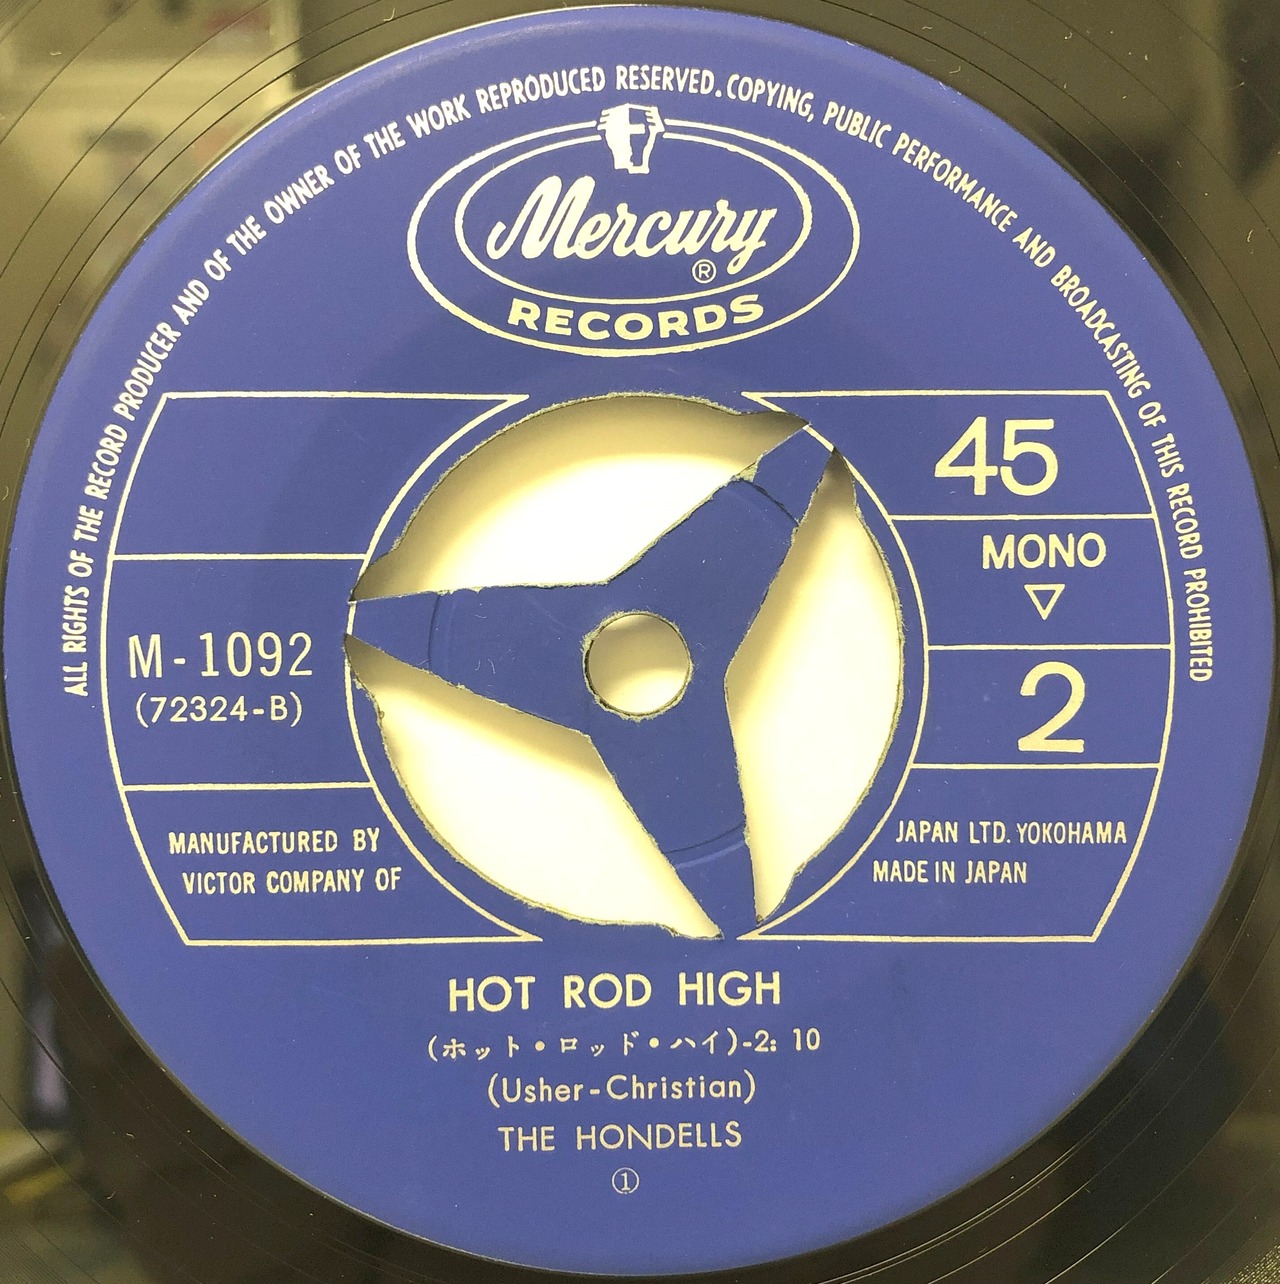 ALL RIGHTS OF THE RECORD PRODUCER AND OF THE OWNER OF THE WORK REPRODUCED RESERVED. COPYING, PUBLIC PERFORMANCE AND BROADCASTING OF THIS RECORD PROHIBITED
Mercury
®
RECORDS
45
MONO
▽
M-1092
(72324-B)
2
MANUFACTURED BY
VICTOR COMPANY OF
JAPAN LTD. YOKOHAMA
MADE IN JAPAN
HOT ROD HIGH
(ホット・ロッド・ハイ)-2: 10
(Usher-Christian)
THE HONDELLS
①